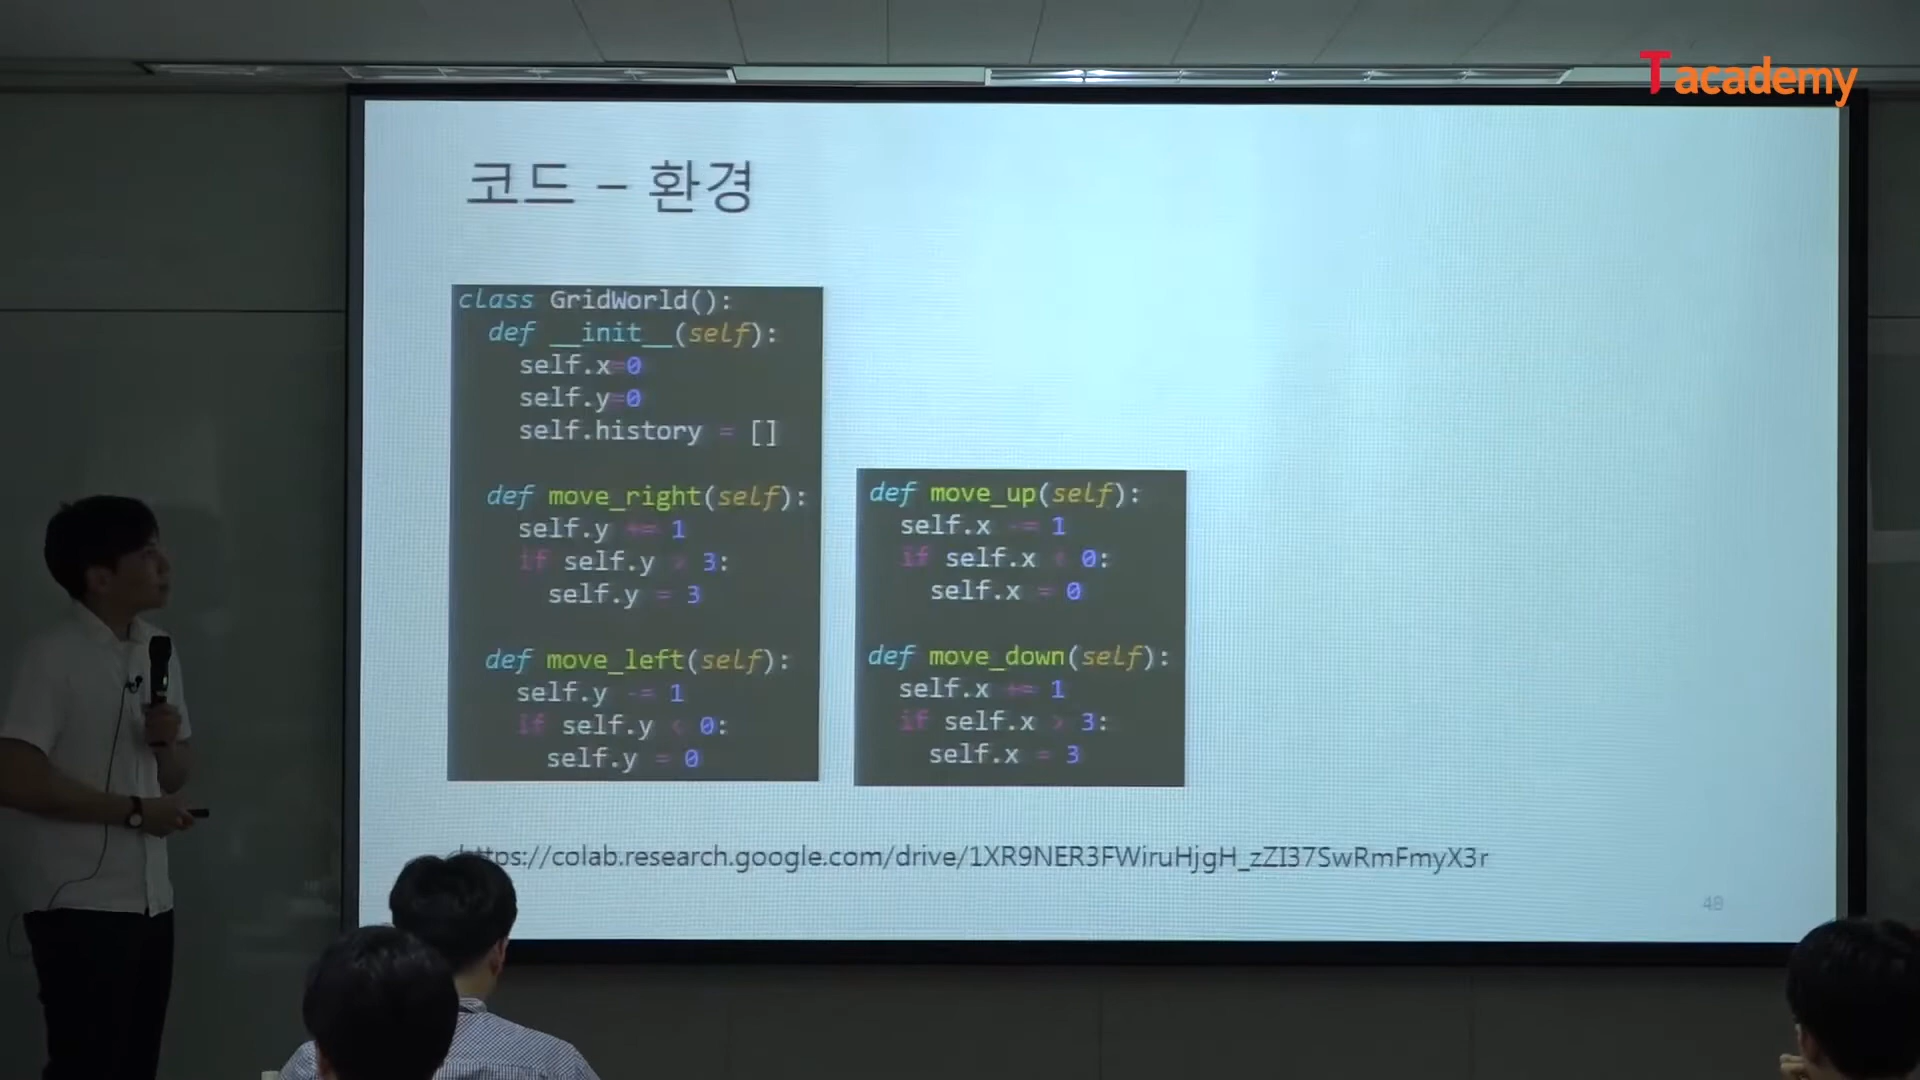 Tacademy
코드 – 환경
class GridWorld():
  def __init__(self):
    self.x=0
    self.y=0
    self.history = []
  def move_right(self):
    self.y += 1
    if self.y > 3:
      self.y = 3
  def move_left(self):
    self.y -= 1
    if self.y < 0:
      self.y = 0
def move_up(self):
  self.x -= 1
  if self.x < 0:
    self.x = 0
def move_down(self):
  self.x += 1
  if self.x > 3:
    self.x = 3
https://colab.research.google.com/drive/1XR9NER3FWiruHjgH_zZI37SwRmFmyX3r
48